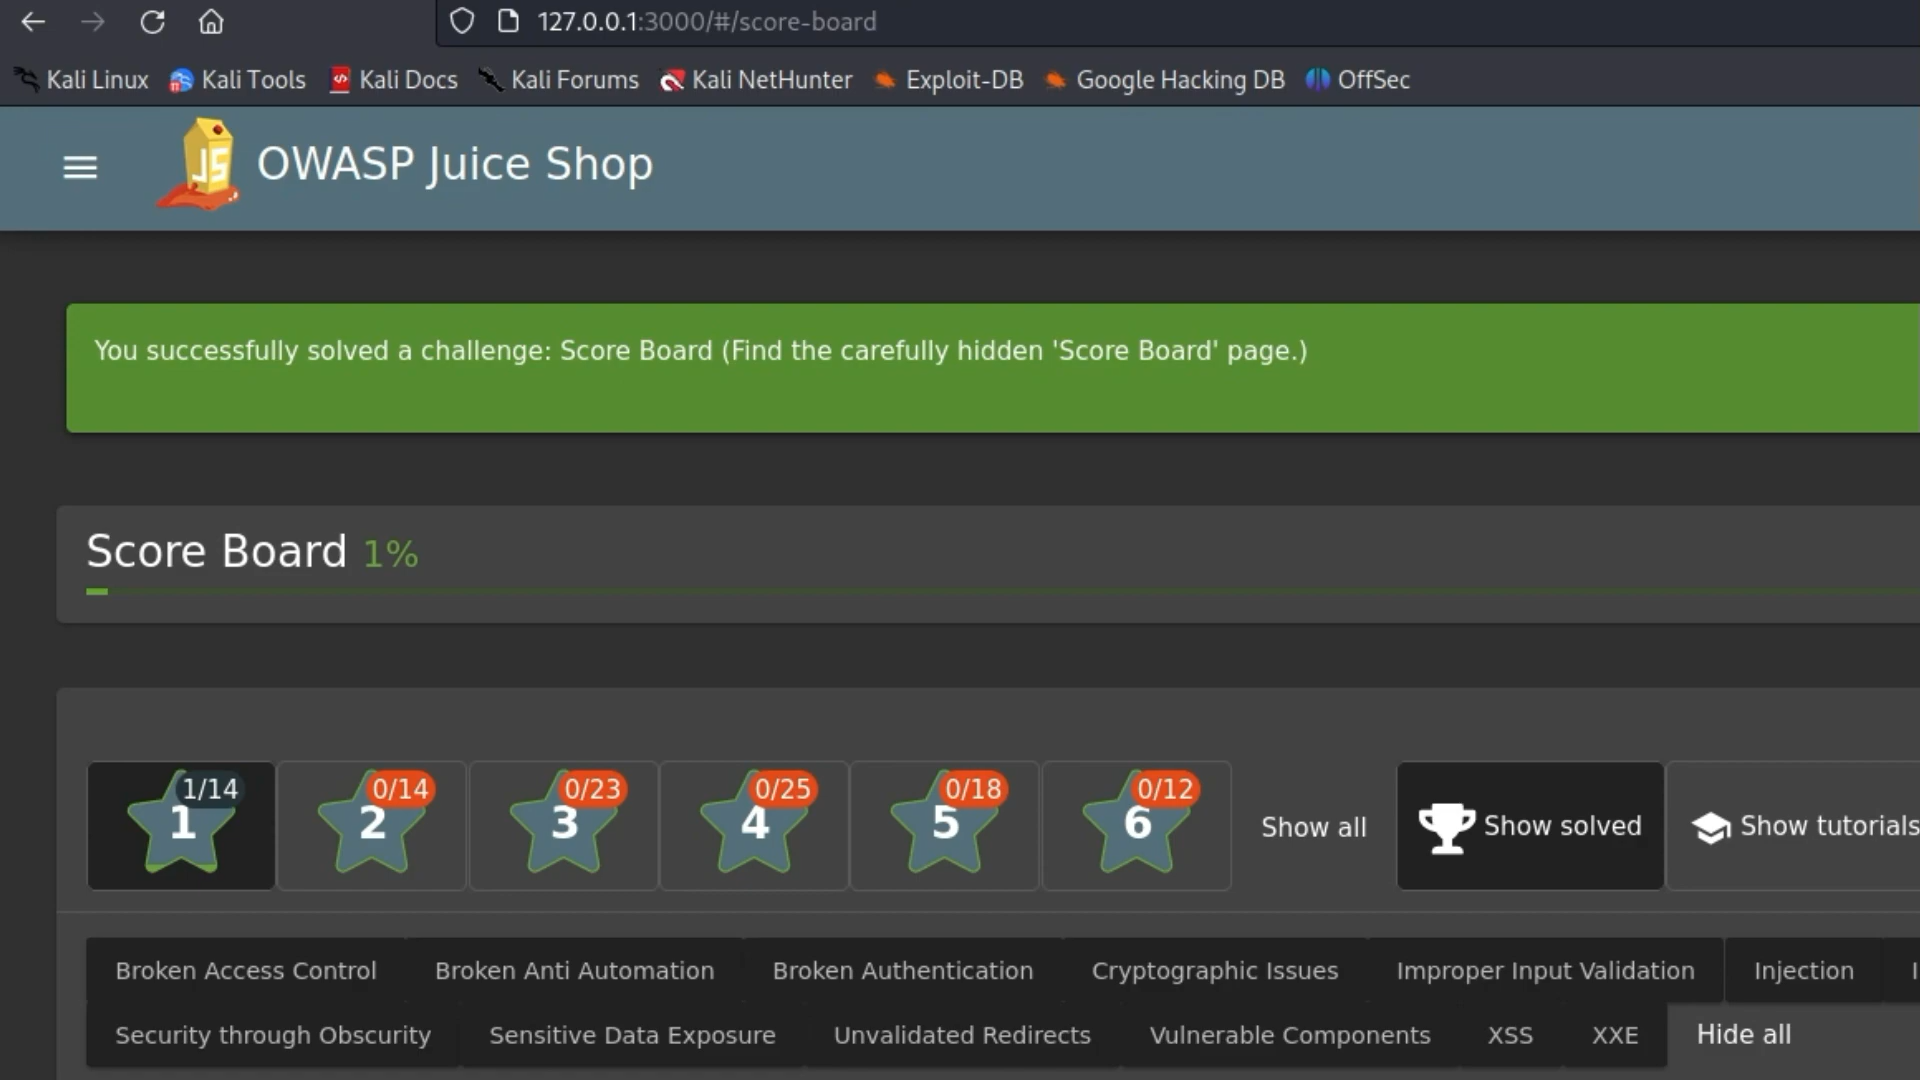 127.0.0.1:3000/#/score-board
Kali Linux Kali Tools Kali Docs Kali Forums Kali NetHunter Exploit-DB Google Hacking DB OffSec
JS OWASP Juice Shop
You successfully solved a challenge: Score Board (Find the carefully hidden 'Score Board' page.)
Score Board 1%
1/14 0/14 0/23 0/25 0/18 0/12
1 2 3 4 5 6 Show all Show solved Show tutorials
Broken Access Control Broken Anti Automation Broken Authentication Cryptographic Issues Improper Input Validation Injection
Security through Obscurity Sensitive Data Exposure Unvalidated Redirects Vulnerable Components XSS XXE Hide all